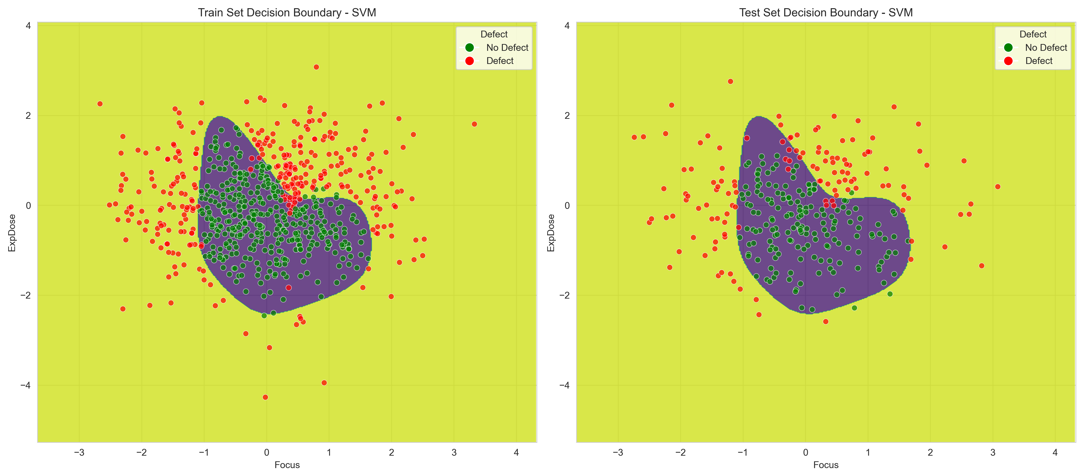 Train Set Decision Boundary - SVM
Defect
No Defect
Defect
4
2
0
−2
−4
ExpDose
−3 −2 −1 0 1 2 3 4
Focus
Test Set Decision Boundary - SVM
Defect
No Defect
Defect
4
2
0
−2
−4
ExpDose
−3 −2 −1 0 1 2 3 4
Focus